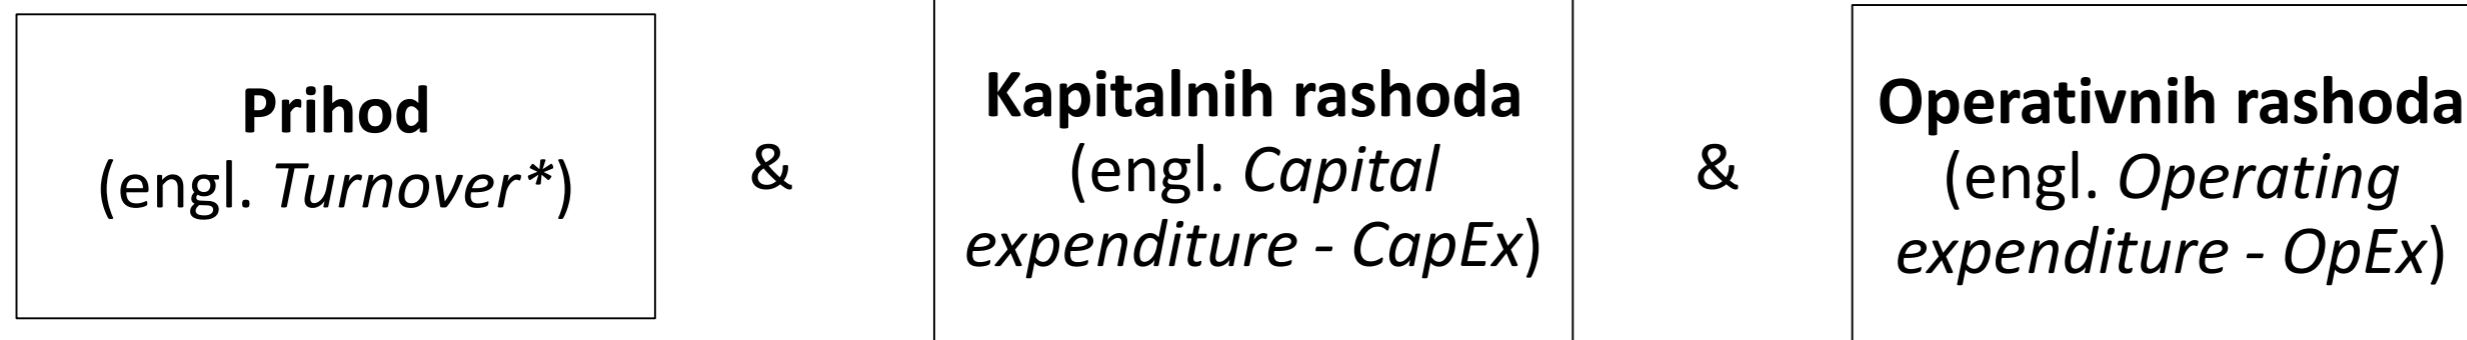 Prihod
(engl. Turnover*)
&
Kapitalnih rashoda
(engl. Capital
expenditure - CapEx)
&
Operativnih rashoda
(engl. Operating
expenditure - OpEx)